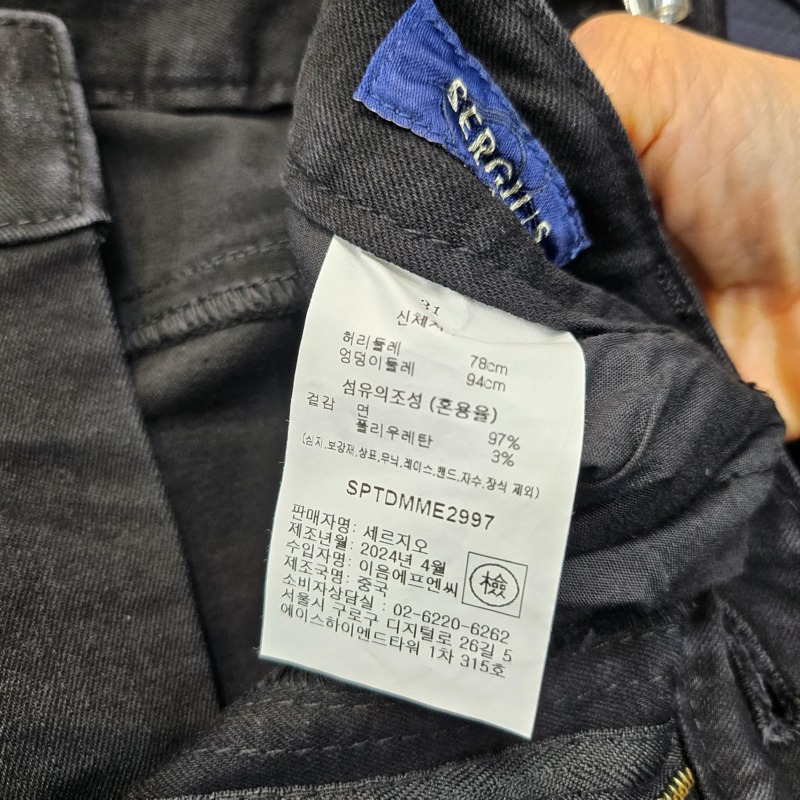 SERGIUS
31
신체치
허리둘레 78cm
엉덩이둘레 94cm
섬유의조성 (혼용율)
겉감 면 97%
폴리우레탄 3%
(심지,보강재,상표,무늬,레이스,밴드,자수,장식 제외)
SPTDMME2997
판매자명: 세르지오
제조년월: 2024년 4월
수입자명: 이음에프엔씨
제조국명: 중국
檢
소비자상담실 : 02-6220-6262
서울시 구로구 디지털로 26길 5
에이스하이엔드타워 1차 315호